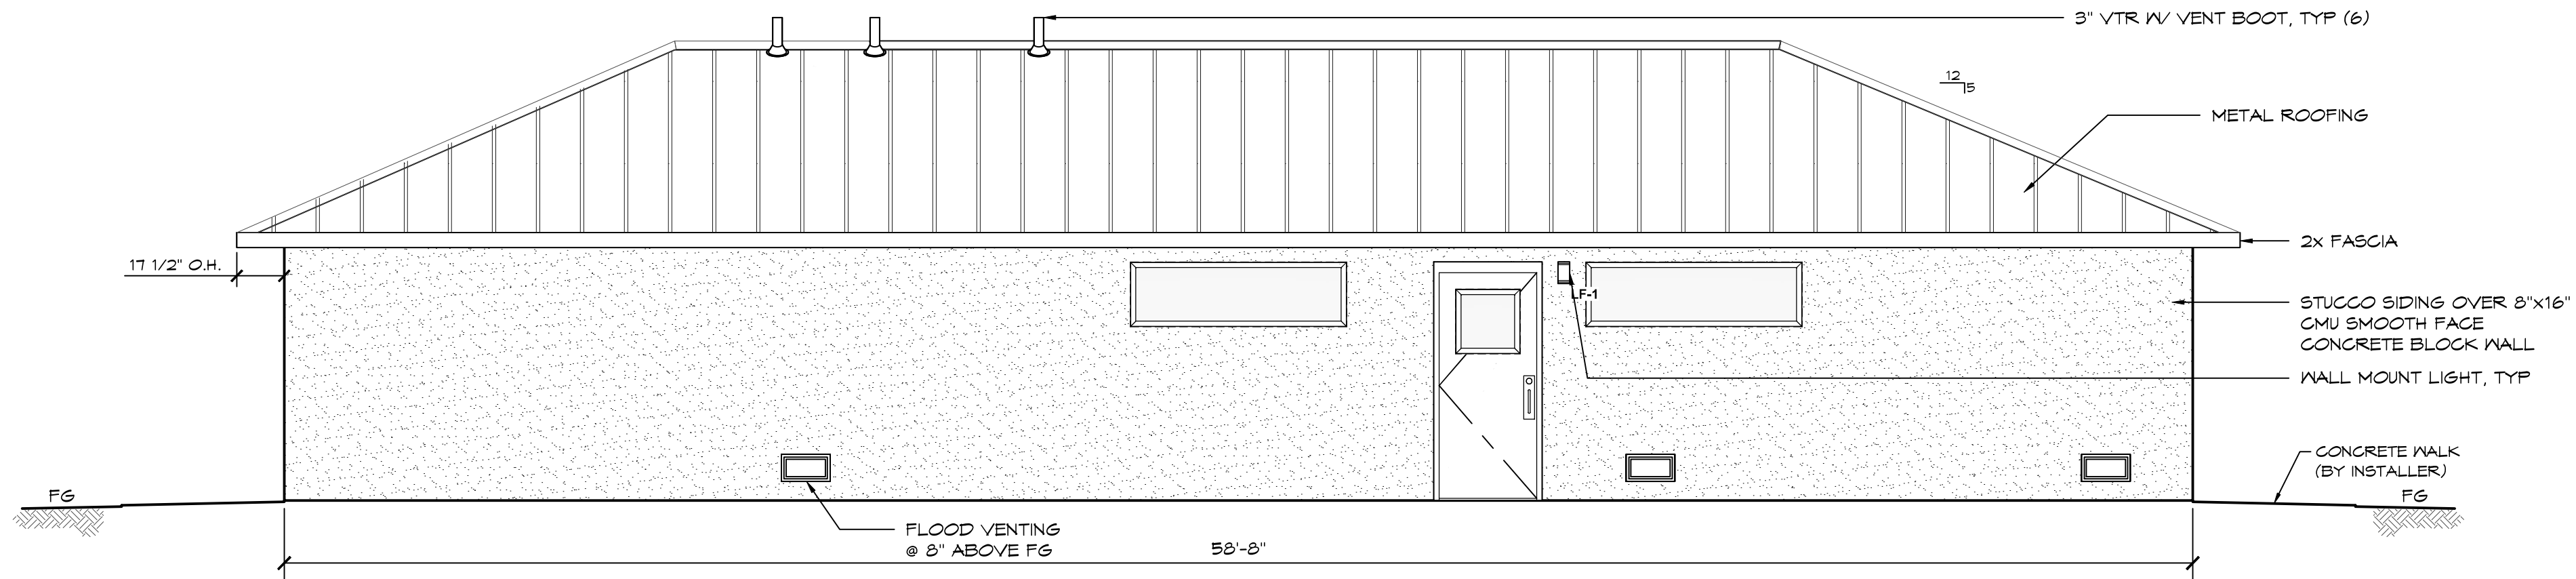 3" VTR W/ VENT BOOT, TYP (6)
12
5
METAL ROOFING
2x FASCIA
17 1/2" O.H.
LF-1
STUCCO SIDING OVER 8"x16"
CMU SMOOTH FACE
CONCRETE BLOCK WALL
WALL MOUNT LIGHT, TYP
CONCRETE WALK
(BY INSTALLER)
FG
FG
FLOOD VENTING
@ 8" ABOVE FG
58'-8"